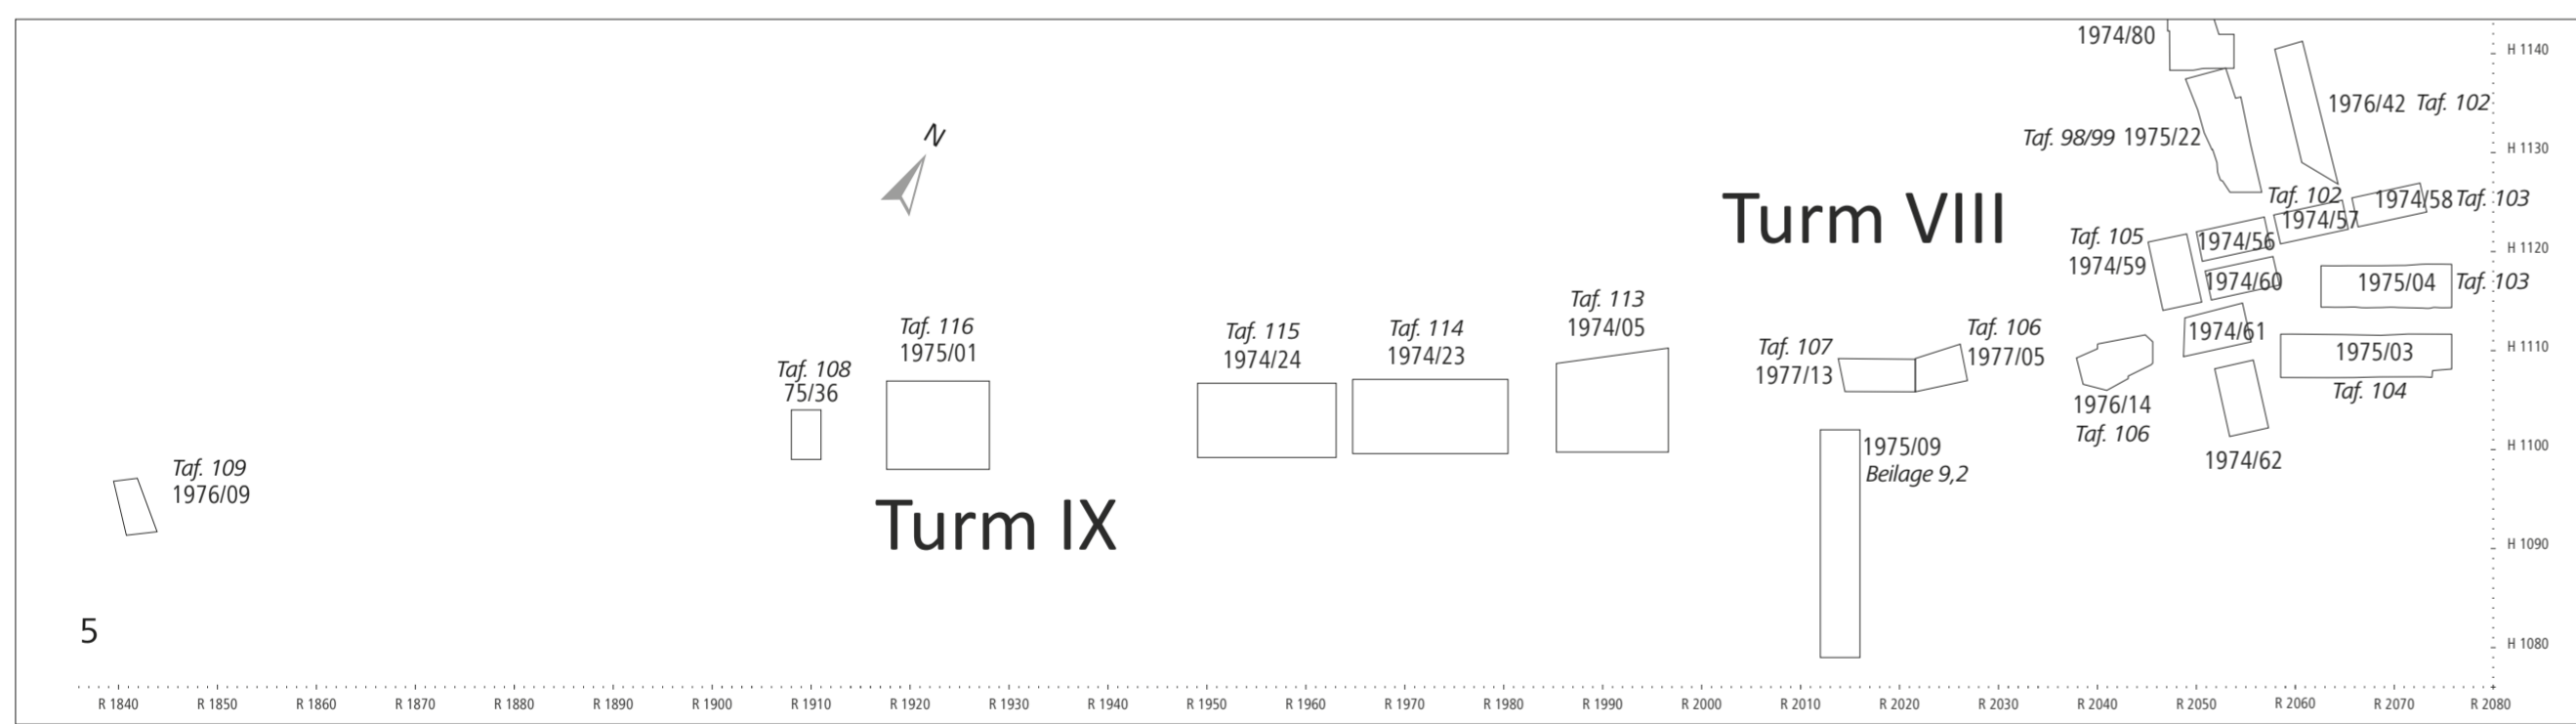 1974/80
H 1140
1976/42 Taf. 102
N
Taf. 98/99 1975/22
H 1130
Turm VIII
Taf. 102
1974/58 Taf. 103
1974/57
Taf. 105
1974/56
H 1120
1974/59
1974/60
1975/04 Taf. 103
Taf. 113
1974/05
Taf. 116
1975/01
Taf. 115
1974/24
Taf. 114
1974/23
Taf. 106
1977/05
1974/61
Taf. 107
1977/13
1975/03
H 1110
Taf. 108
75/36
Taf. 104
1976/14
Taf. 106
1975/09
Beilage 9,2
H 1100
1974/62
Taf. 109
1976/09
Turm IX
H 1090
5
H 1080
R 1840 R 1850 R 1860 R 1870 R 1880 R 1890 R 1900 R 1910 R 1920 R 1930 R 1940 R 1950 R 1960 R 1970 R 1980 R 1990 R 2000 R 2010 R 2020 R 2030 R 2040 R 2050 R 2060 R 2070 R 2080